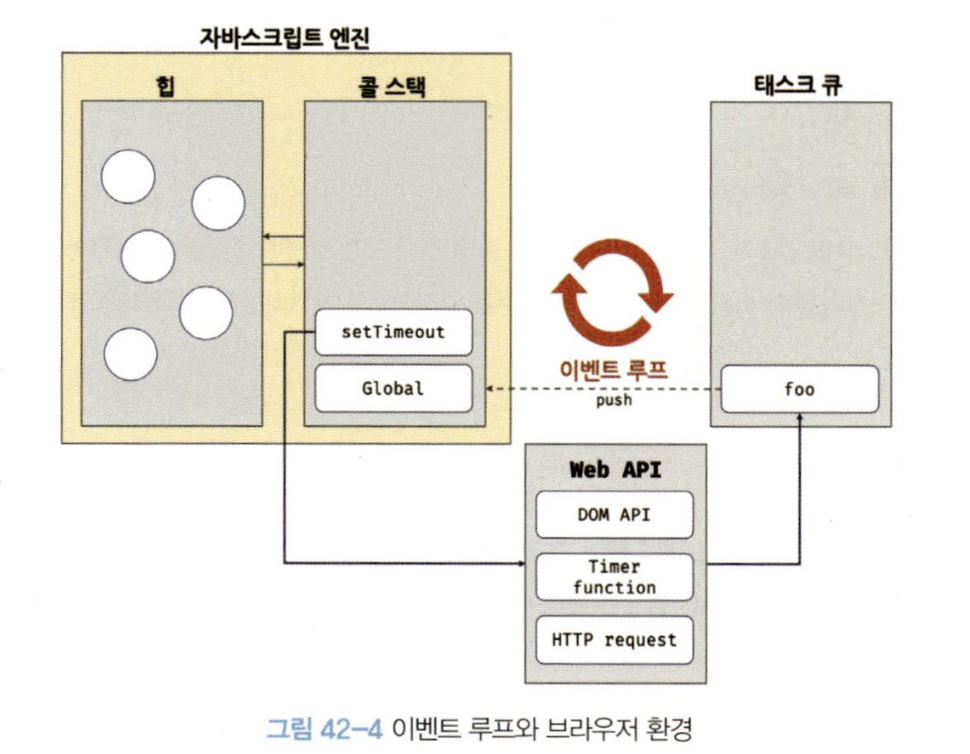 자바스크립트 엔진
힙
콜 스택
태스크 큐
setTimeout
Global
이벤트 루프
push
foo
Web API
DOM API
Timer
function
HTTP request
그림 42-4 이벤트 루프와 브라우저 환경